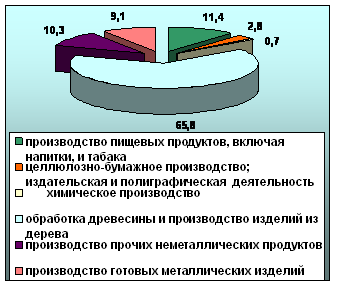 9,1
11,4
10,3
2,8
0,7
65,8
производство пищевых продуктов, включая
напитки, и табака
целлюлозно-бумажное производство;
издательская и полиграфическая деятельность
химическое производство
обработка древесины и производство изделий из
дерева
производство прочих неметаллических продуктов
производство готовых металлических изделий